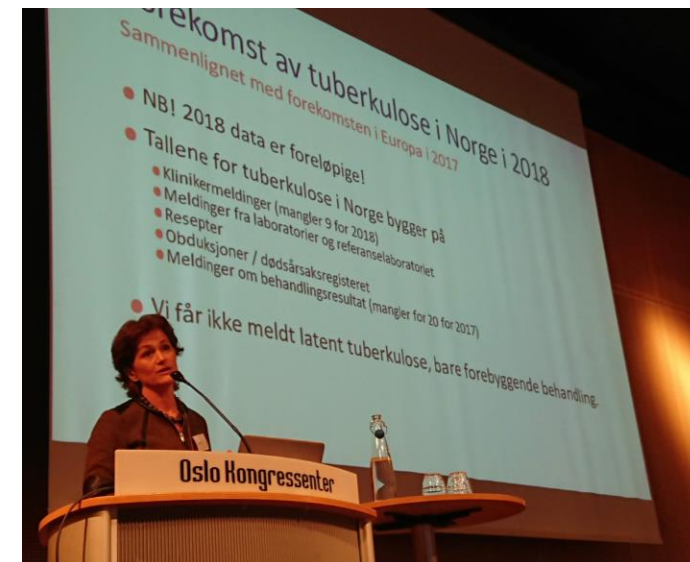 orekomst av tuberkulose i Norge i 2018
Sammenlignet med forekomsten i Europa i 2017
NB! 2018 data er foreløpige!
Tallene for tuberkulose i Norge bygger på
Klinikermeldinger (mangler 9 for 2018)
Meldinger fra laboratorier og referanselaboratoriet
Resepter
Obduksjoner / dødsårsaksregisteret
Meldinger om behandlingsresultat (mangler for 20 for 2017)
Vi får ikke meldt latent tuberkulose, bare forebyggende behandling.
Oslo Kongressenter